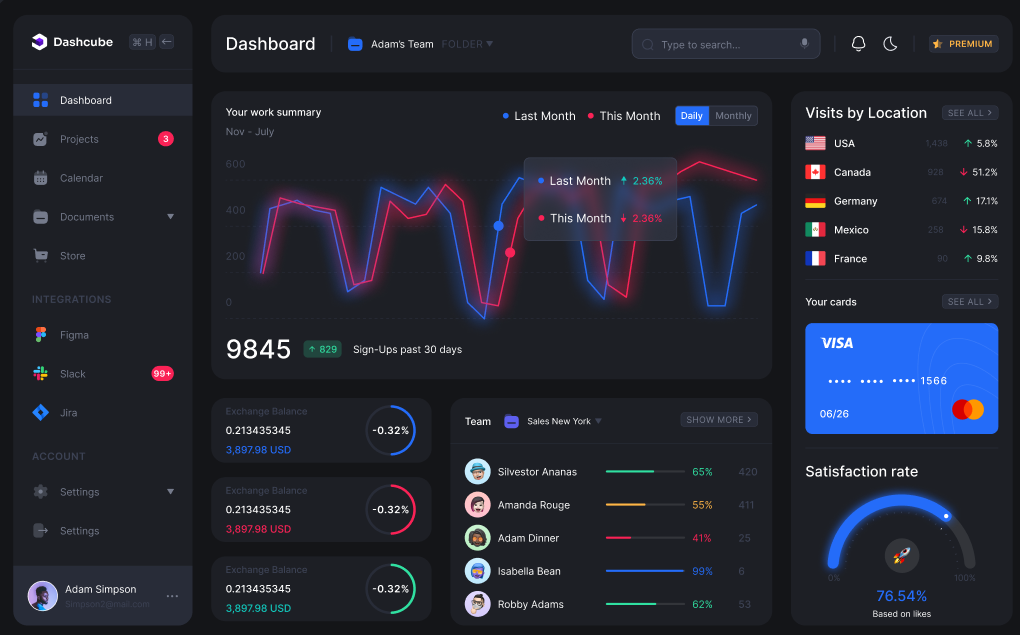 Dashcube ⌘ H ←
Dashboard
Projects 3
Calendar
Documents
Store
INTEGRATIONS
Figma
Slack 99+
Jira
ACCOUNT
Settings
Settings
Adam Simpson
Simpson2@mail.com
Dashboard
Adam's Team FOLDER
Type to search...
PREMIUM
Your work summary
Nov - July
Last Month This Month
Daily Monthly
600
400
200
0
Last Month 2.36%
This Month 2.36%
9845 829 Sign-Ups past 30 days
Exchange Balance
0.213435345
3,897.98 USD
-0.32%
Exchange Balance
0.213435345
3,897.98 USD
-0.32%
Exchange Balance
0.213435345
3,897.98 USD
-0.32%
Team Sales New York SHOW MORE >
Silvestor Ananas 65% 420
Amanda Rouge 55% 411
Adam Dinner 41% 25
Isabella Bean 99% 6
Robby Adams 62% 53
Visits by Location SEE ALL >
USA 1,438 5.8%
Canada 928 51.2%
Germany 674 17.1%
Mexico 258 15.8%
France 90 9.8%
Your cards SEE ALL >
VISA
•••• •••• •••• 1566
06/26
Satisfaction rate
0% 100%
76.54%
Based on likes